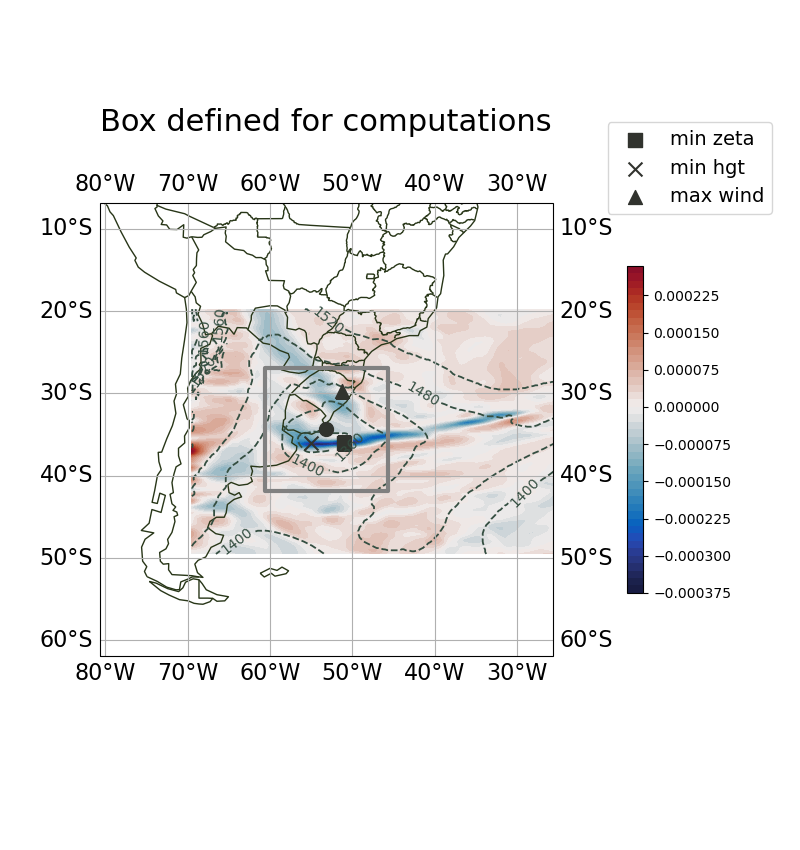 Box defined for computations
min zeta
min hgt
max wind
80°W 70°W 60°W 50°W 40°W 30°W
10°S 10°S
20°S 20°S
30°S 30°S
40°S 40°S
50°S 50°S
60°S 60°S
80°W 70°W 60°W 50°W 40°W 30°W
1560
1560
1520
1480
1400
1400
1400
0.000225
0.000150
0.000075
0.000000
−0.000075
−0.000150
−0.000225
−0.000300
−0.000375